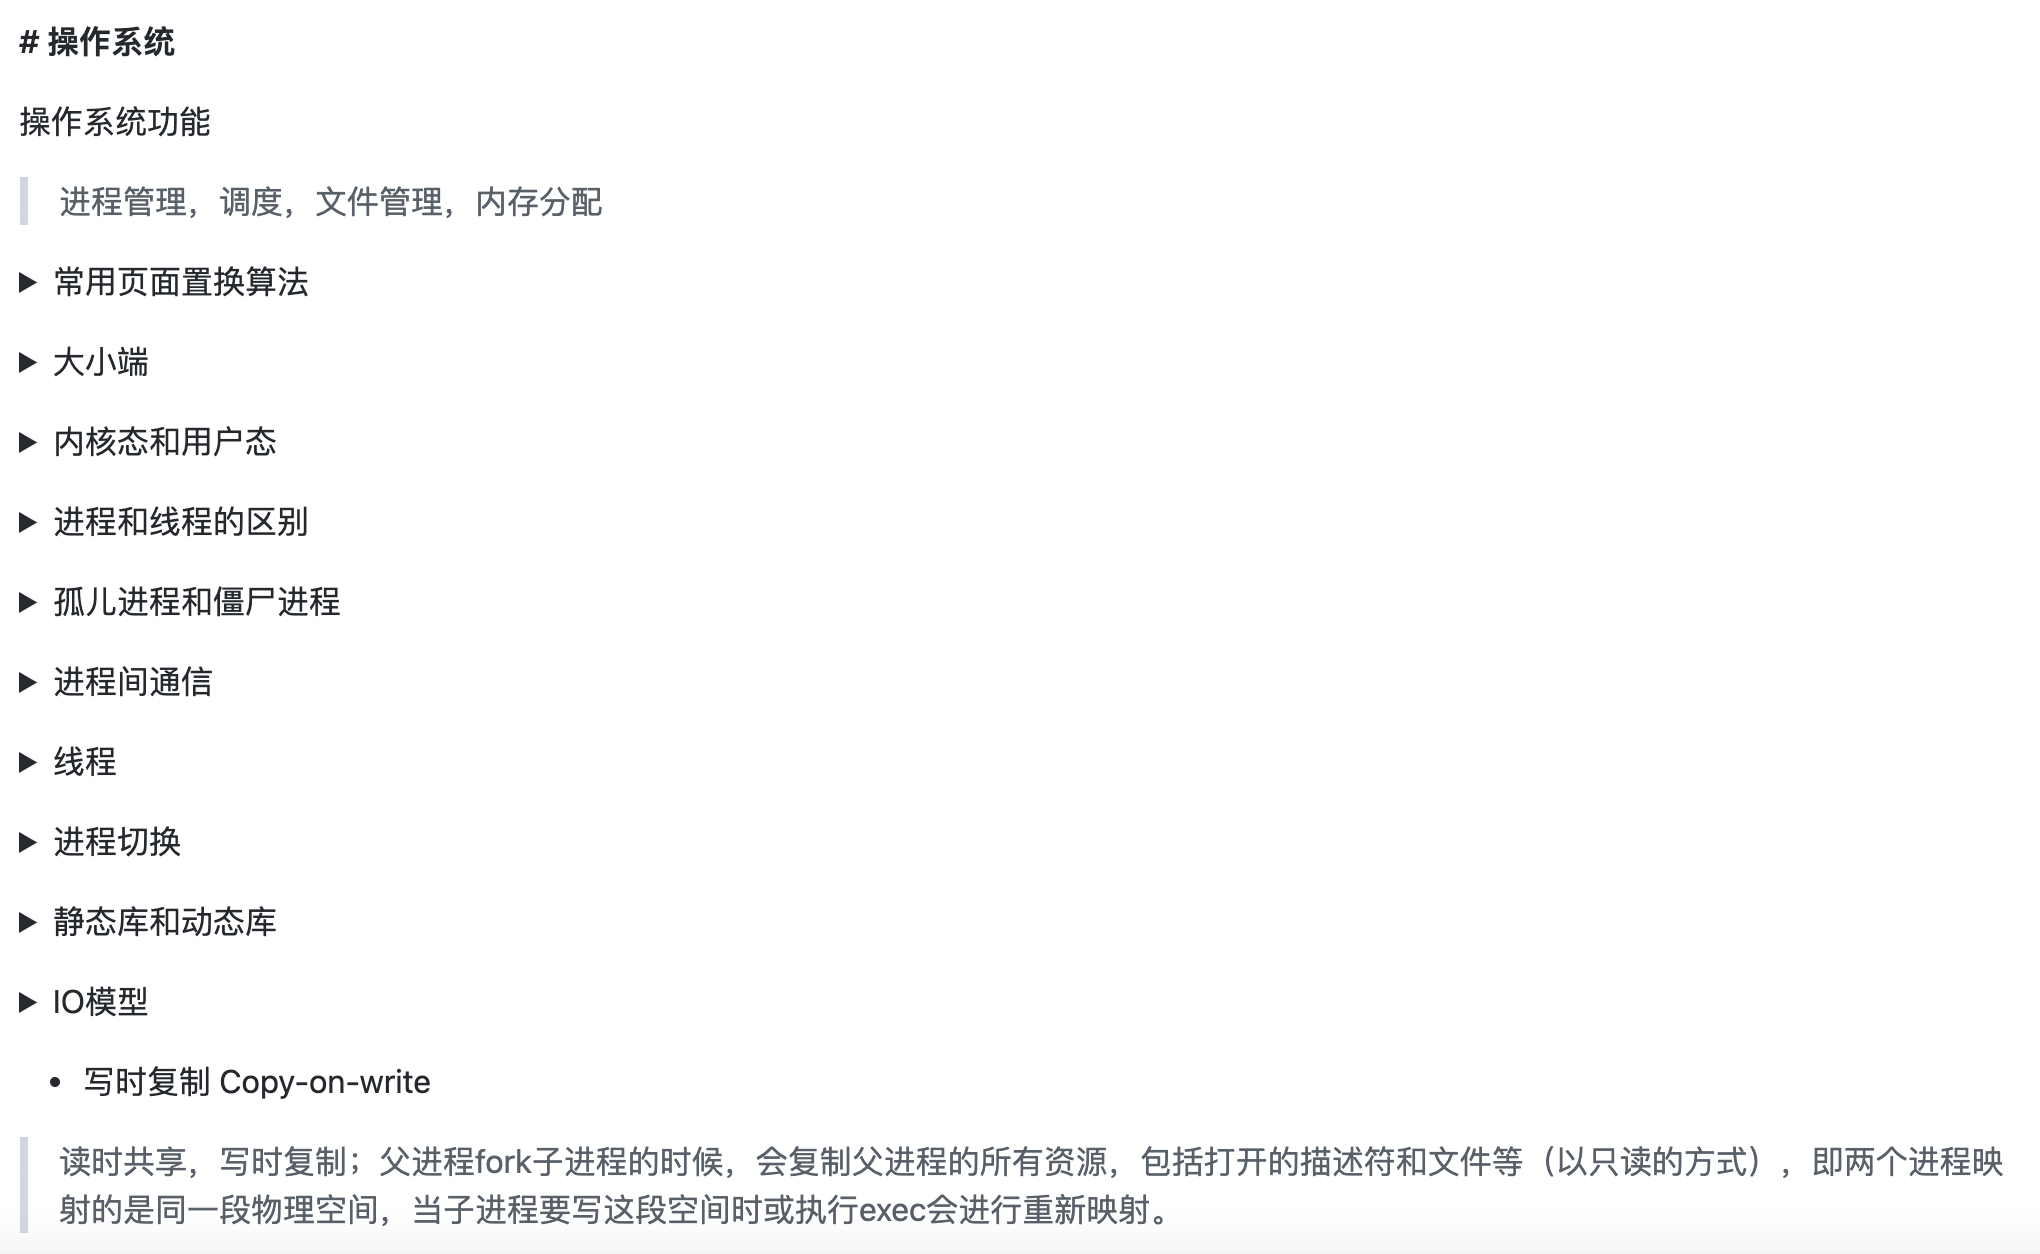 # 操作系统
操作系统功能
进程管理，调度，文件管理，内存分配
▶ 常用页面置换算法
▶ 大小端
▶ 内核态和用户态
▶ 进程和线程的区别
▶ 孤儿进程和僵尸进程
▶ 进程间通信
▶ 线程
▶ 进程切换
▶ 静态库和动态库
▶ IO模型
• 写时复制 Copy-on-write
读时共享，写时复制；父进程fork子进程的时候，会复制父进程的所有资源，包括打开的描述符和文件等（以只读的方式），即两个进程映
射的是同一段物理空间，当子进程要写这段空间时或执行exec会进行重新映射。